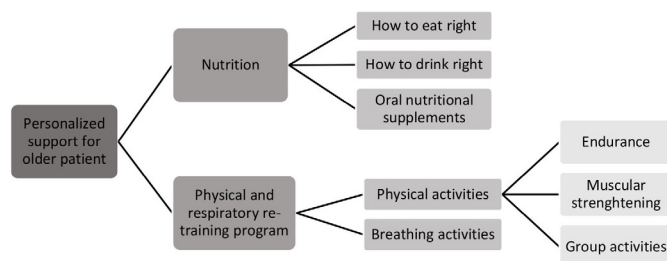 Personalized
support for
older patient
Nutrition
How to eat right
How to drink right
Oral nutritional
supplements
Physical and
respiratory re-
training program
Physical activities
Breathing activities
Endurance
Muscular
strenghtening
Group activities